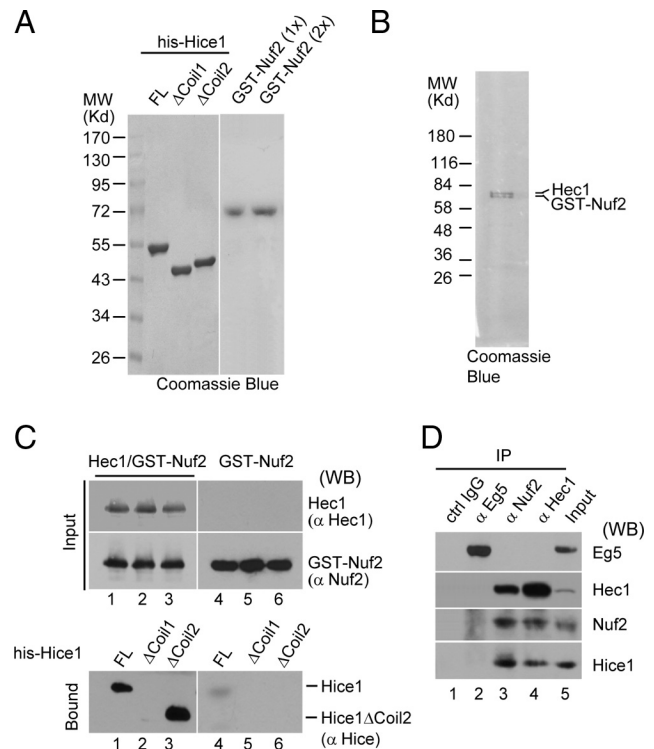 A
his-Hice1
FL
ΔCoil1
ΔCoil2
GST-Nuf2 (1x)
GST-Nuf2 (2x)
MW
(Kd)
170
130
95
72
55
43
34
26
Coomassie Blue
B
MW
(Kd)
180
116
84
58
48
36
26
Hec1
GST-Nuf2
Coomassie
Blue
C
Hec1/GST-Nuf2 GST-Nuf2
(WB)
Input
Hec1
(α Hec1)
GST-Nuf2
(α Nuf2)
1 2 3 4 5 6
his-Hice1
FL
ΔCoil1
ΔCoil2
FL
ΔCoil1
ΔCoil2
Bound
Hice1
Hice1ΔCoil2
(α Hice)
1 2 3 4 5 6
D
IP
ctrl IgG
α Eg5
α Nuf2
α Hec1
Input
(WB)
Eg5
Hec1
Nuf2
Hice1
1 2 3 4 5